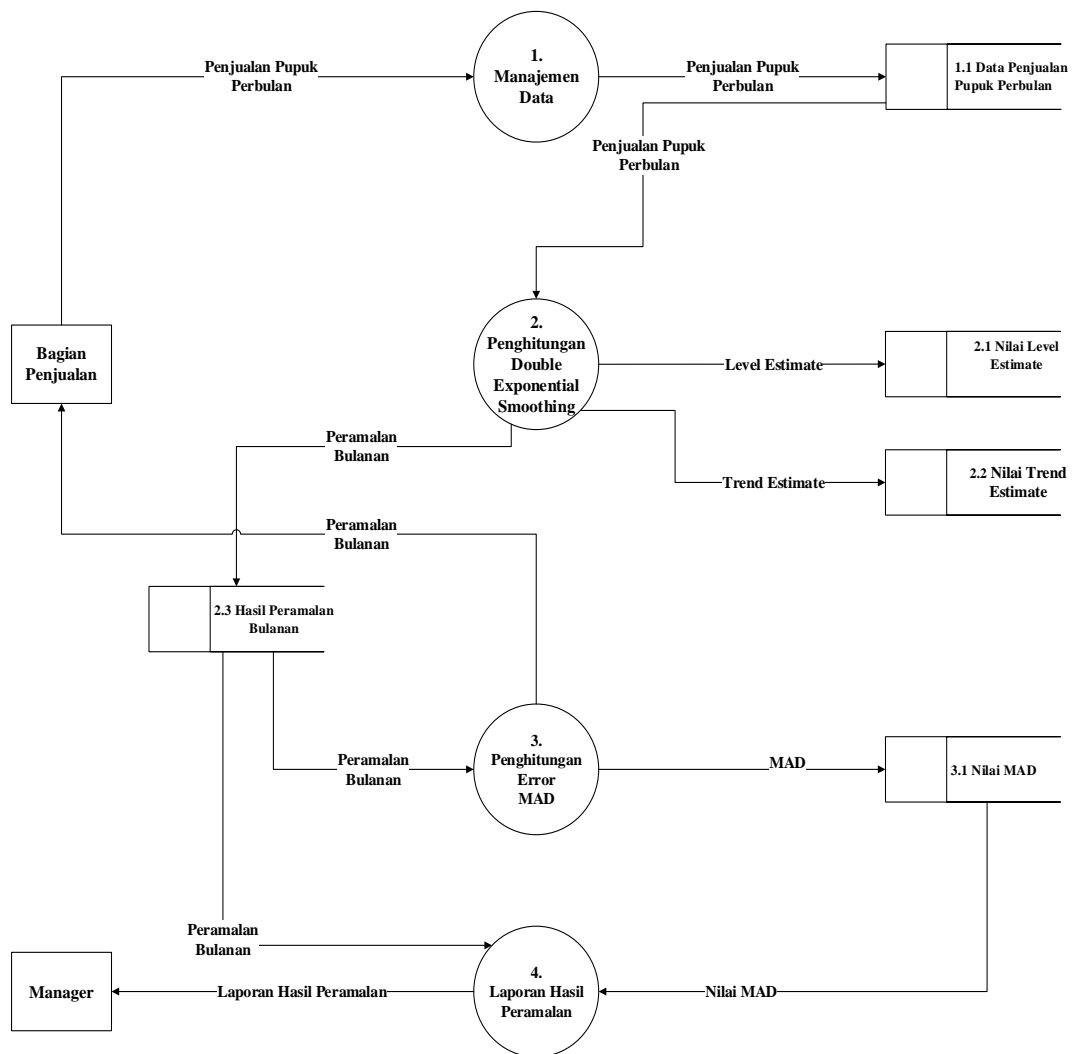 1.
Manajemen
Data
Penjualan Pupuk
Perbulan
Penjualan Pupuk
Perbulan
1.1 Data Penjualan
Pupuk Perbulan
Penjualan Pupuk
Perbulan
Bagian
Penjualan
2.
Penghitungan
Double
Exponential
Smoothing
Level Estimate
2.1 Nilai Level
Estimate
Peramalan
Bulanan
Trend Estimate
2.2 Nilai Trend
Estimate
Peramalan
Bulanan
2.3 Hasil Peramalan
Bulanan
Peramalan
Bulanan
3.
Penghitungan
Error
MAD
MAD
3.1 Nilai MAD
Peramalan
Bulanan
Manager
Laporan Hasil Peramalan
4.
Laporan Hasil
Peramalan
Nilai MAD